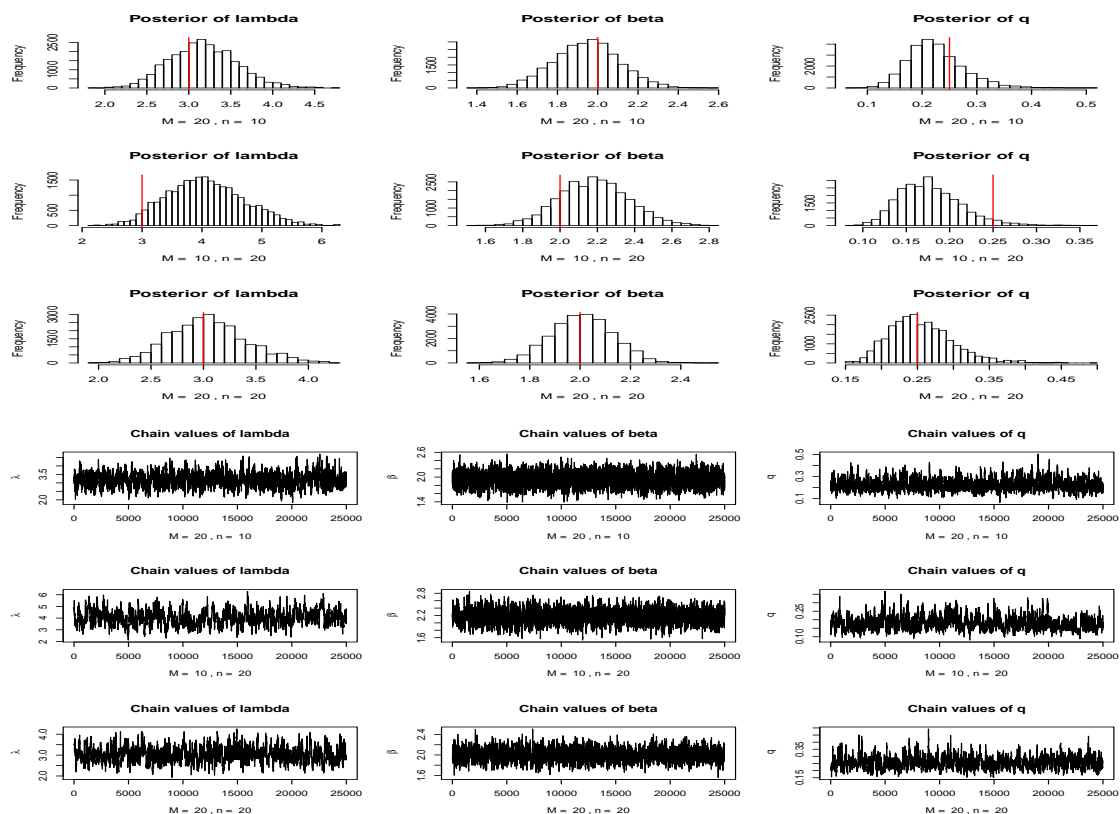 Posterior of lambda
Frequency
0 1000 2500
2.0 2.5 3.0 3.5 4.0 4.5
M = 20 , n = 10
Posterior of beta
Frequency
0 1500
1.4 1.6 1.8 2.0 2.2 2.4 2.6
M = 20 , n = 10
Posterior of q
Frequency
0 2000
0.1 0.2 0.3 0.4 0.5
M = 20 , n = 10
Posterior of lambda
Frequency
0 500 1500
2 3 4 5 6
M = 10 , n = 20
Posterior of beta
Frequency
0 1000 2500
1.6 1.8 2.0 2.2 2.4 2.6 2.8
M = 10 , n = 20
Posterior of q
Frequency
0 1500
0.10 0.15 0.20 0.25 0.30 0.35
M = 10 , n = 20
Posterior of lambda
Frequency
0 1500 3000
2.0 2.5 3.0 3.5 4.0
M = 20 , n = 20
Posterior of beta
Frequency
0 2000 4000
1.6 1.8 2.0 2.2 2.4
M = 20 , n = 20
Posterior of q
Frequency
0 1000 2500
0.15 0.25 0.35 0.45
M = 20 , n = 20
Chain values of lambda
λ
2.0 3.5
0 5000 10000 15000 20000 25000
M = 20 , n = 10
Chain values of beta
β
1.4 2.0 2.6
0 5000 10000 15000 20000 25000
M = 20 , n = 10
Chain values of q
q
0.1 0.3 0.5
0 5000 10000 15000 20000 25000
M = 20 , n = 10
Chain values of lambda
λ
2 3 4 5 6
0 5000 10000 15000 20000 25000
M = 10 , n = 20
Chain values of beta
β
1.6 2.2 2.8
0 5000 10000 15000 20000 25000
M = 10 , n = 20
Chain values of q
q
0.10 0.25
0 5000 10000 15000 20000 25000
M = 10 , n = 20
Chain values of lambda
λ
2.0 3.0 4.0
0 5000 10000 15000 20000 25000
M = 20 , n = 20
Chain values of beta
β
1.6 2.0 2.4
0 5000 10000 15000 20000 25000
M = 20 , n = 20
Chain values of q
q
0.15 0.35
0 5000 10000 15000 20000 25000
M = 20 , n = 20